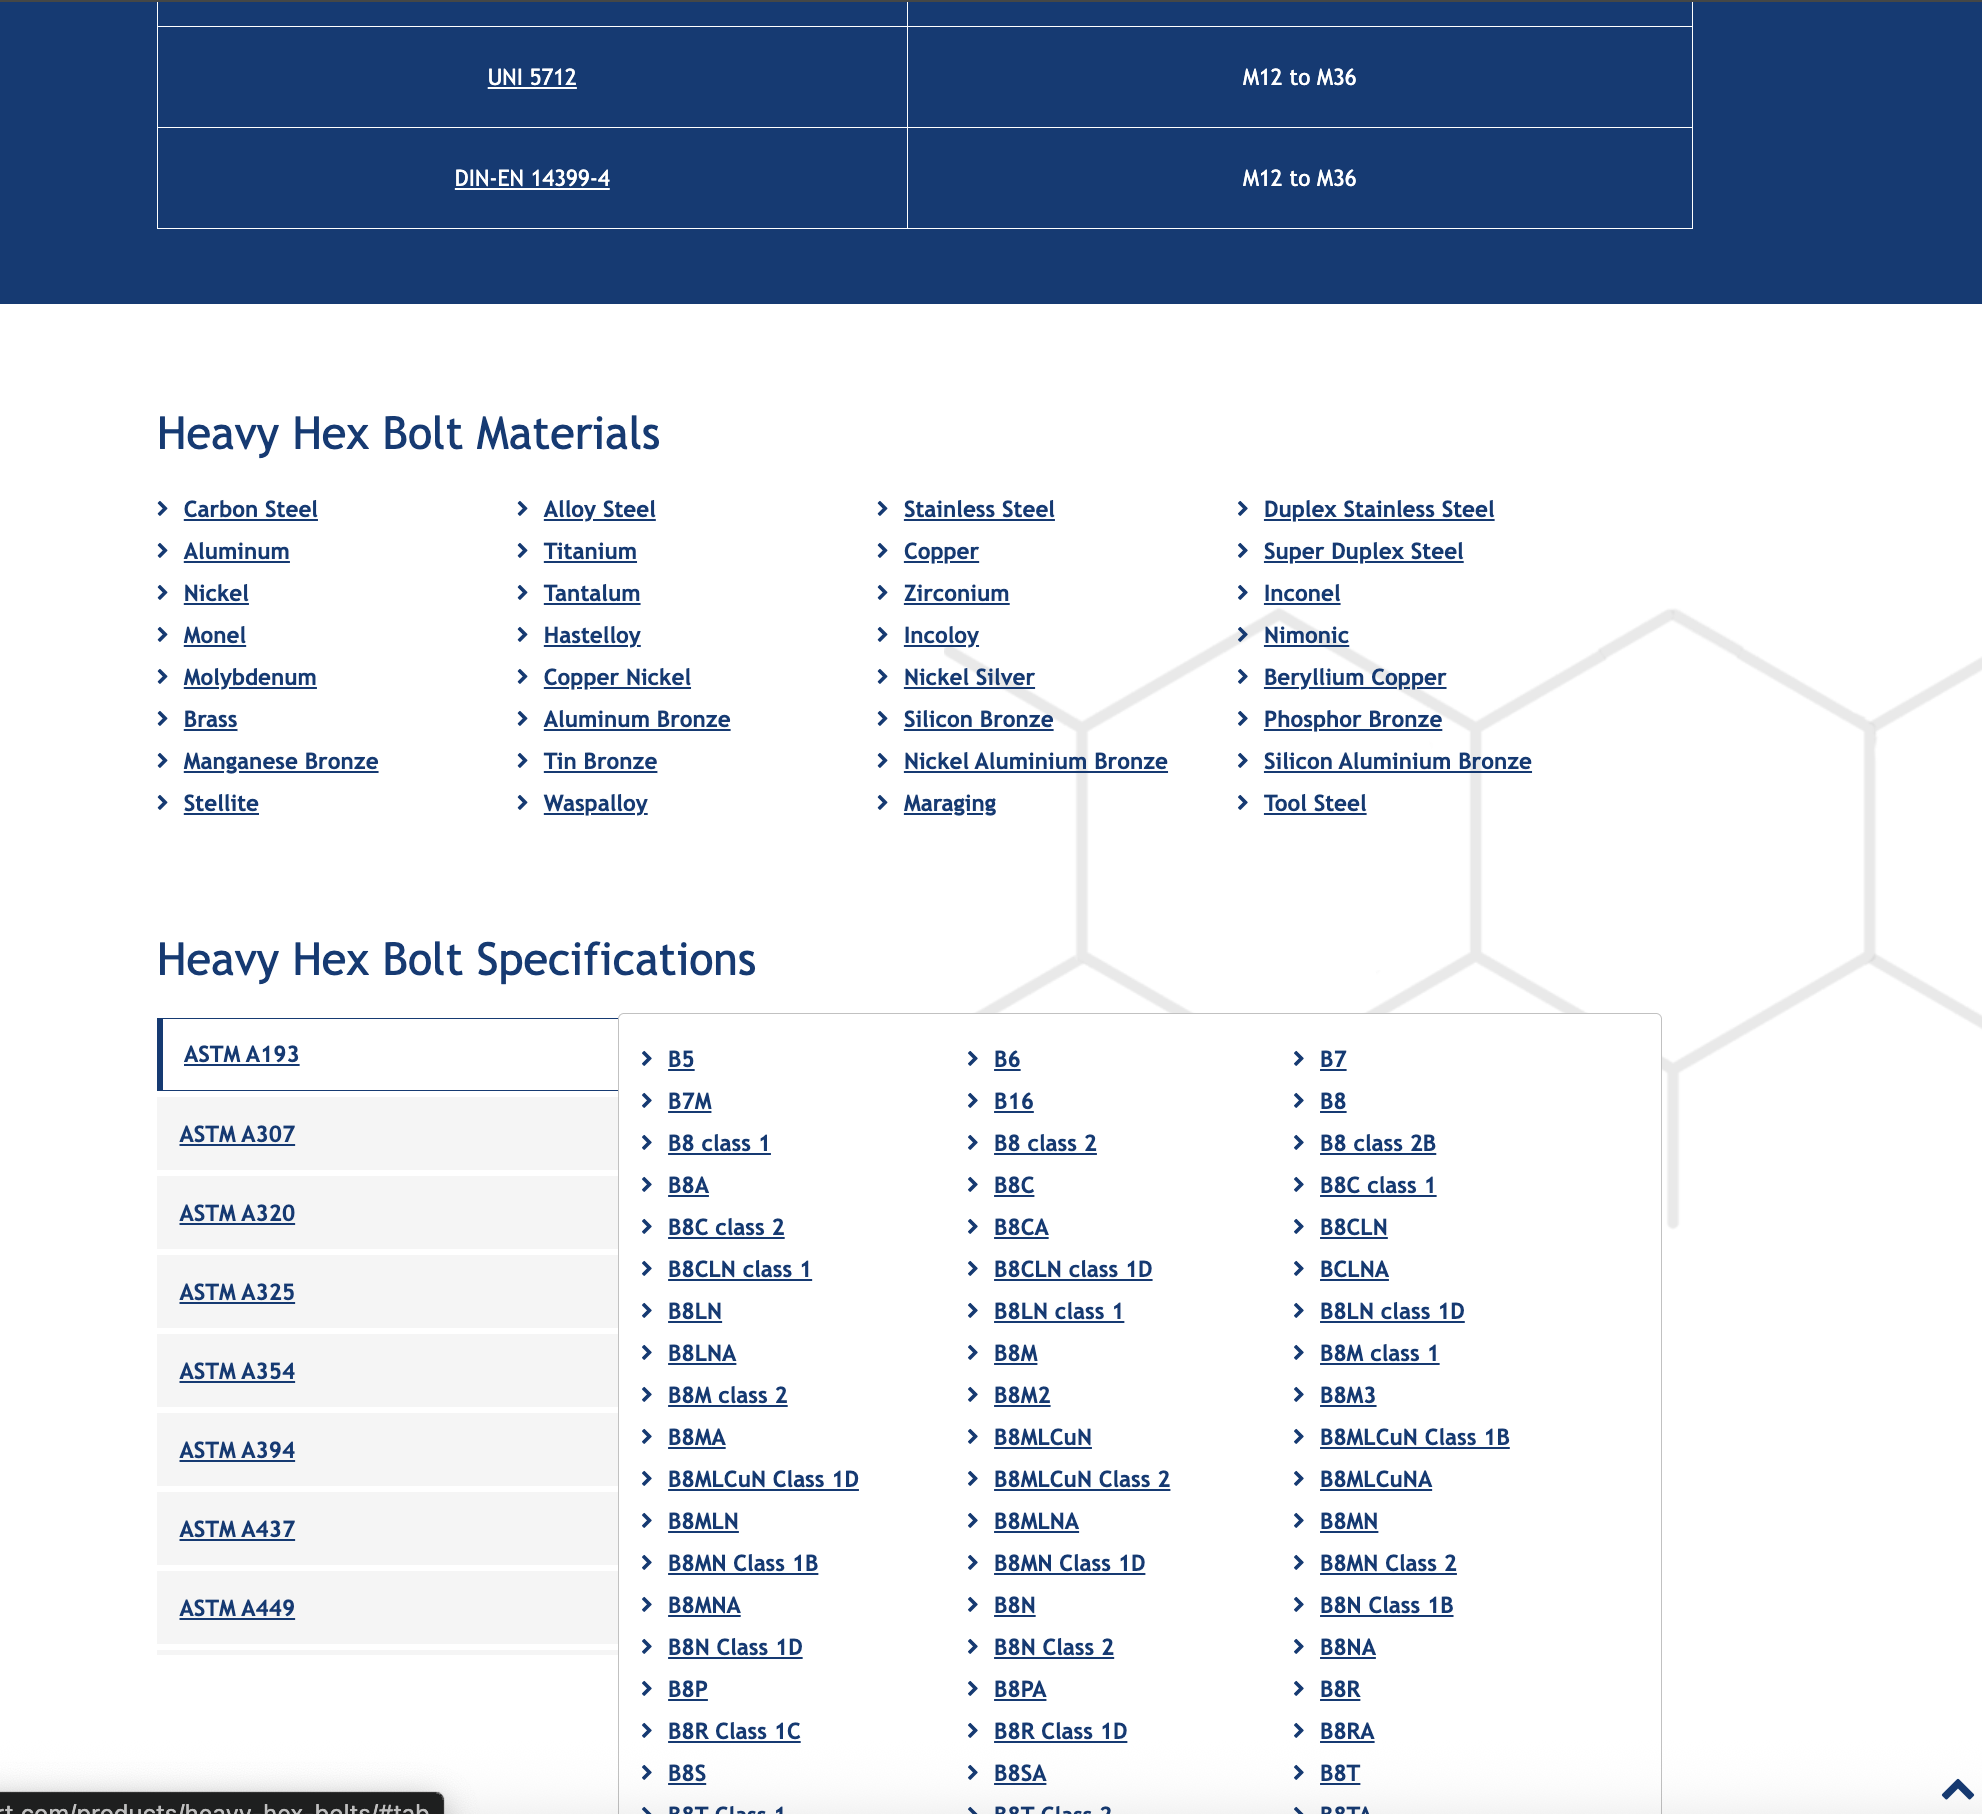 UNI 5712 M12 to M36
DIN-EN 14399-4 M12 to M36
Heavy Hex Bolt Materials
Carbon Steel Alloy Steel Stainless Steel Duplex Stainless Steel
Aluminum Titanium Copper Super Duplex Steel
Nickel Tantalum Zirconium Inconel
Monel Hastelloy Incoloy Nimonic
Molybdenum Copper Nickel Nickel Silver Beryllium Copper
Brass Aluminum Bronze Silicon Bronze Phosphor Bronze
Manganese Bronze Tin Bronze Nickel Aluminium Bronze Silicon Aluminium Bronze
Stellite Waspalloy Maraging Tool Steel
Heavy Hex Bolt Specifications
ASTM A193
ASTM A307
ASTM A320
ASTM A325
ASTM A354
ASTM A394
ASTM A437
ASTM A449
B5 B6 B7
B7M B16 B8
B8 class 1 B8 class 2 B8 class 2B
B8A B8C B8C class 1
B8C class 2 B8CA B8CLN
B8CLN class 1 B8CLN class 1D BCLNA
B8LN B8LN class 1 B8LN class 1D
B8LNA B8M B8M class 1
B8M class 2 B8M2 B8M3
B8MA B8MLCuN B8MLCuN Class 1B
B8MLCuN Class 1D B8MLCuN Class 2 B8MLCuNA
B8MLN B8MLNA B8MN
B8MN Class 1B B8MN Class 1D B8MN Class 2
B8MNA B8N B8N Class 1B
B8N Class 1D B8N Class 2 B8NA
B8P B8PA B8R
B8R Class 1C B8R Class 1D B8RA
B8S B8SA B8T
B8T Class 1 B8T Class 2 B8TA
rt.com/products/heavy_hex_bolts/#tab